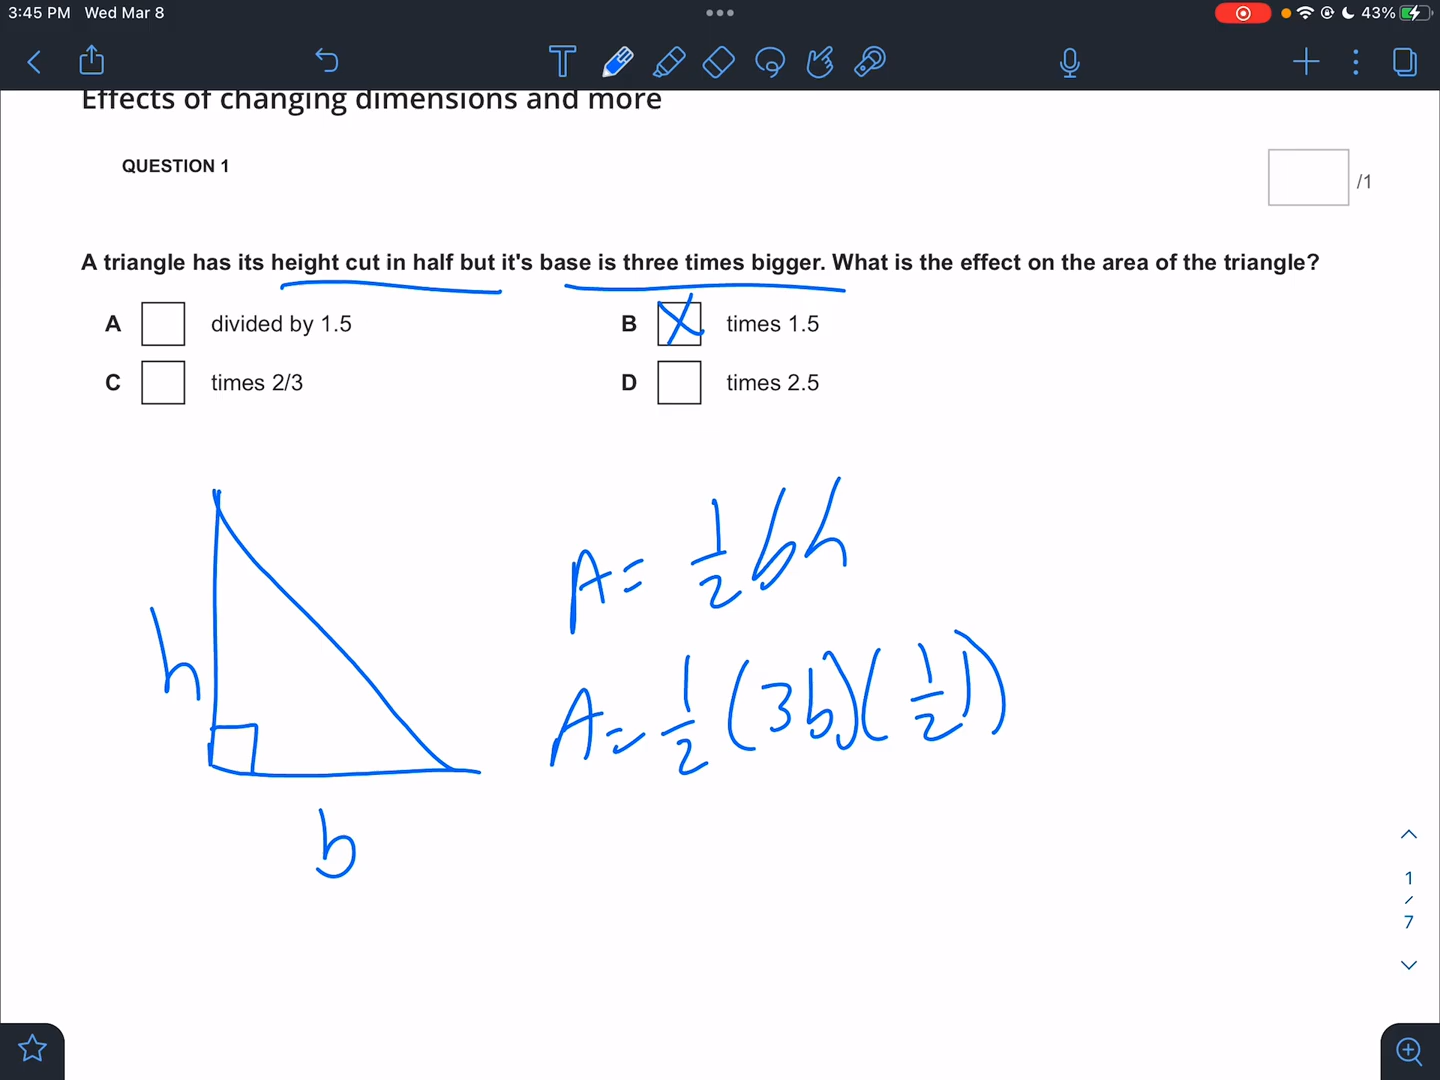 3:45 PM Wed Mar 8
43%
Effects of changing dimensions and more
QUESTION 1
/1
A triangle has its height cut in half but it's base is three times bigger. What is the effect on the area of the triangle?
A divided by 1.5
B X times 1.5
C times 2/3
D times 2.5
A = 1/2 bh
h
A = 1/2 (3b)(1/2)
b
1
/
7